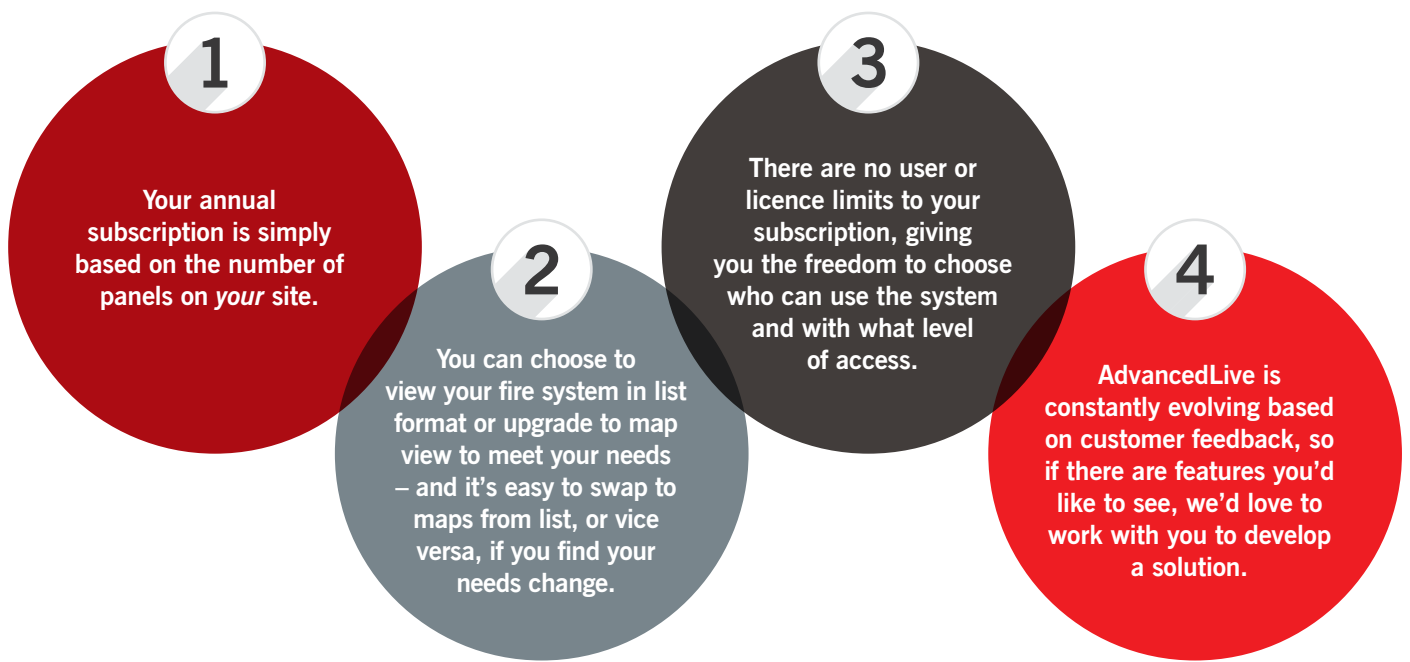 1
Your annual
subscription is simply
based on the number of
panels on your site.
2
You can choose to
view your fire system in list
format or upgrade to map
view to meet your needs
– and it's easy to swap to
maps from list, or vice
versa, if you find your
needs change.
3
There are no user or
licence limits to your
subscription, giving
you the freedom to choose
who can use the system
and with what level
of access.
4
AdvancedLive is
constantly evolving based
on customer feedback, so
if there are features you'd
like to see, we'd love to
work with you to develop
a solution.